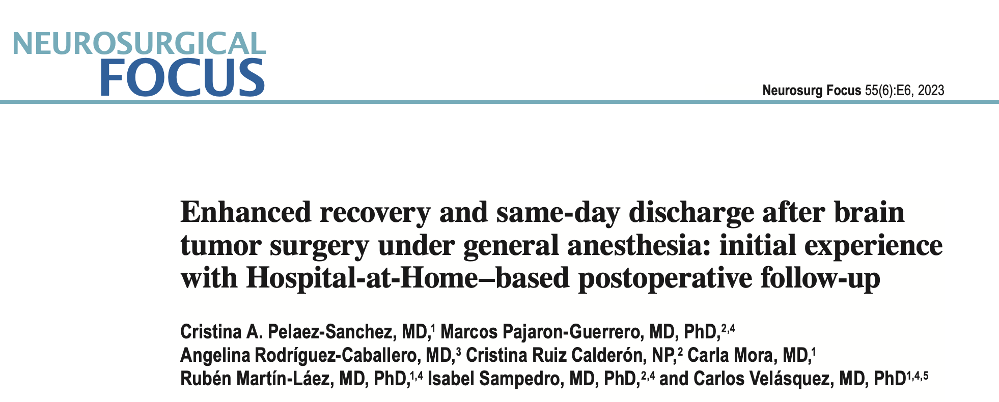 NEUROSURGICAL
FOCUS
Neurosurg Focus 55(6):E6, 2023
Enhanced recovery and same-day discharge after brain
tumor surgery under general anesthesia: initial experience
with Hospital-at-Home–based postoperative follow-up
Cristina A. Pelaez-Sanchez, MD,¹ Marcos Pajaron-Guerrero, MD, PhD,²,⁴
Angelina Rodríguez-Caballero, MD,³ Cristina Ruiz Calderón, NP,² Carla Mora, MD,¹
Rubén Martín-Láez, MD, PhD,¹,⁴ Isabel Sampedro, MD, PhD,²,⁴ and Carlos Velásquez, MD, PhD¹,⁴,⁵